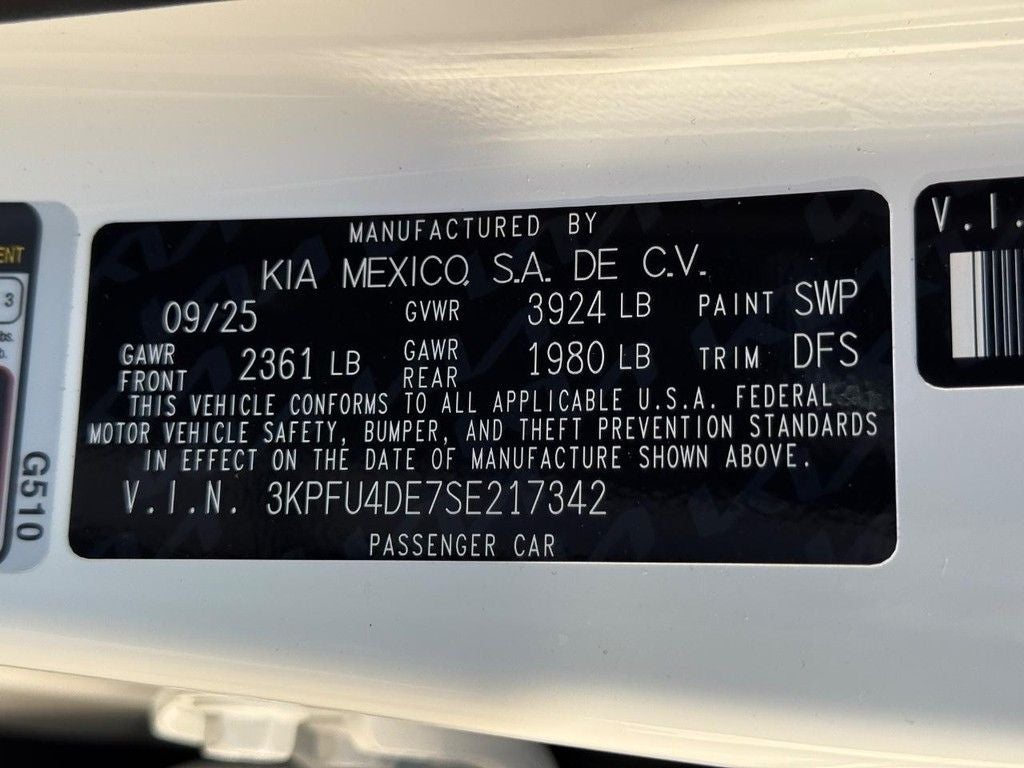 MANUFACTURED BY
KIA MEXICO, S.A. DE C.V.
09/25 GVWR 3924 LB PAINT SWP
GAWR FRONT 2361 LB GAWR REAR 1980 LB TRIM DFS
THIS VEHICLE CONFORMS TO ALL APPLICABLE U.S.A. FEDERAL
MOTOR VEHICLE SAFETY, BUMPER, AND THEFT PREVENTION STANDARDS
IN EFFECT ON THE DATE OF MANUFACTURE SHOWN ABOVE.
V.I.N. 3KPFU4DE7SE217342
PASSENGER CAR
3
G510
V.I.